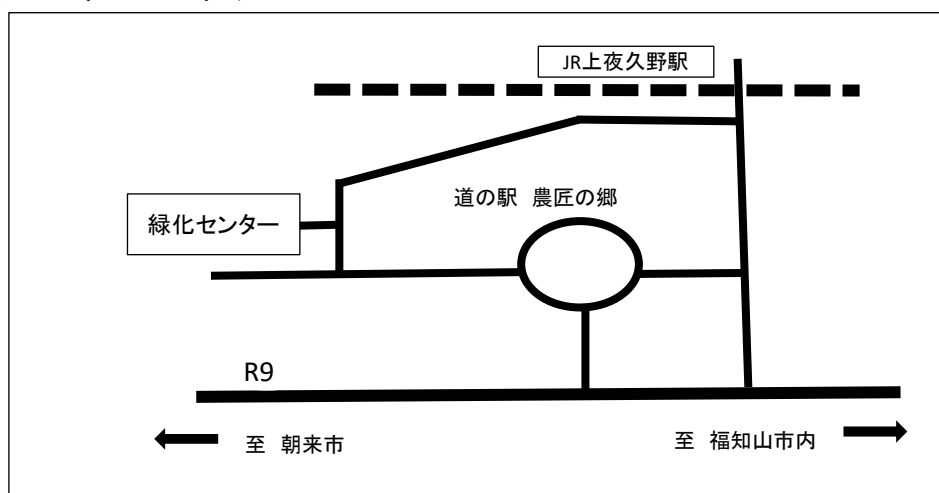 JR上夜久野駅
道の駅 農匠の郷
緑化センター
R9
至 朝来市
至 福知山市内